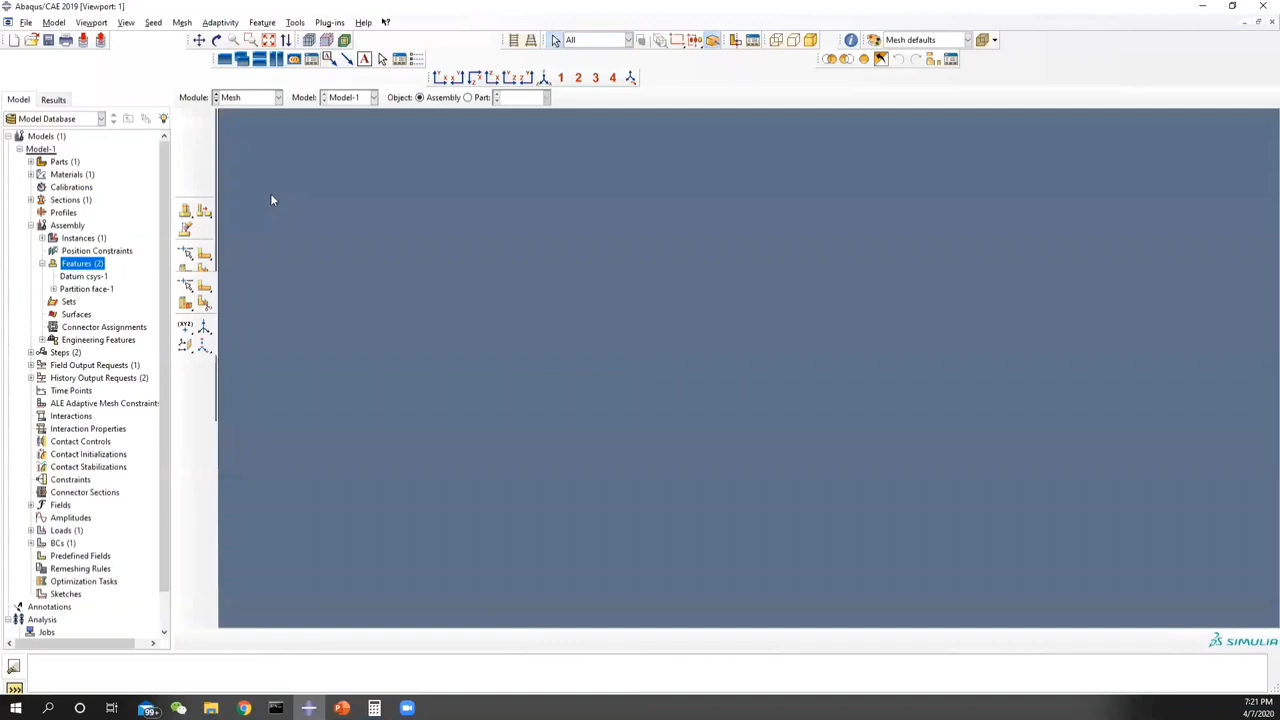 Abaqus/CAE 2019 [Viewport: 1]
File Model Viewport View Seed Mesh Adaptivity Feature Tools Plug-ins Help
All
Mesh defaults
A
1 2 3 4
Model Results
Module: Mesh Model: Model-1 Object: Assembly Part:
Model Database
Models (1)
Model-1
Parts (1)
Materials (1)
Calibrations
Sections (1)
Profiles
Assembly
Instances (1)
Position Constraints
Features (2)
Datum csys-1
Partition face-1
Sets
Surfaces
Connector Assignments
Engineering Features
Steps (2)
Field Output Requests (1)
History Output Requests (2)
Time Points
ALE Adaptive Mesh Constraint
Interactions
Interaction Properties
Contact Controls
Contact Initializations
Contact Stabilizations
Constraints
Connector Sections
Fields
Amplitudes
Loads (1)
BCs (1)
Predefined Fields
Remeshing Rules
Optimization Tasks
Sketches
Annotations
Analysis
Jobs
(XYZ)
SIMULIA
>>>
99+
7:21 PM
4/7/2020